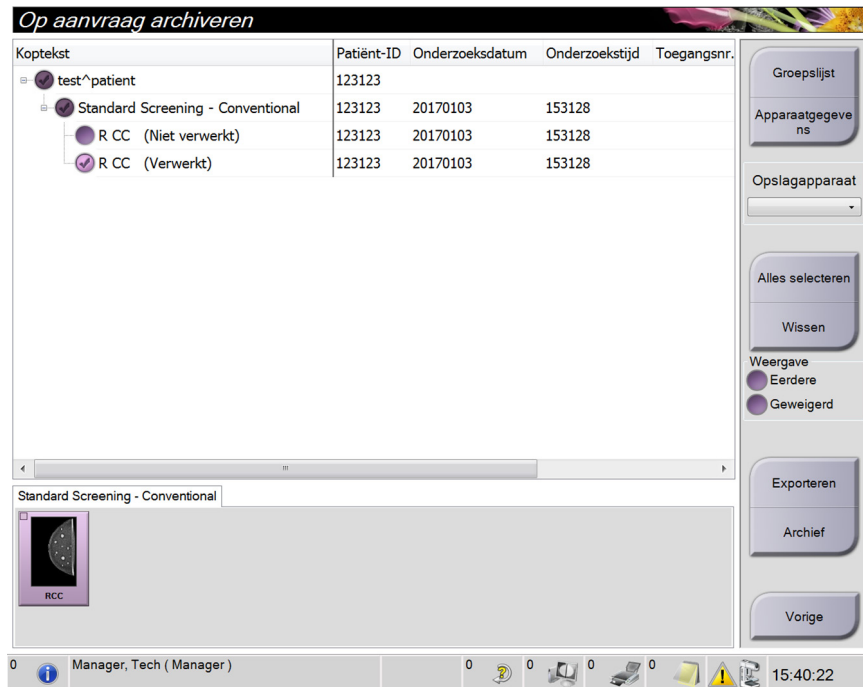 Op aanvraag archiveren
Koptekst Patiënt-ID Onderzoeksdatum Onderzoekstijd Toegangsnr.
test^patient 123123
Standard Screening - Conventional 123123 20170103 153128
R CC (Niet verwerkt) 123123 20170103 153128
R CC (Verwerkt) 123123 20170103 153128
Groepslijst
Apparaatgegeve
ns
Opslagapparaat
Alles selecteren
Wissen
Weergave
Eerdere
Geweigerd
Exporteren
Archief
Vorige
Standard Screening - Conventional
RCC
0 Manager, Tech ( Manager ) 0 0 0 0 15:40:22